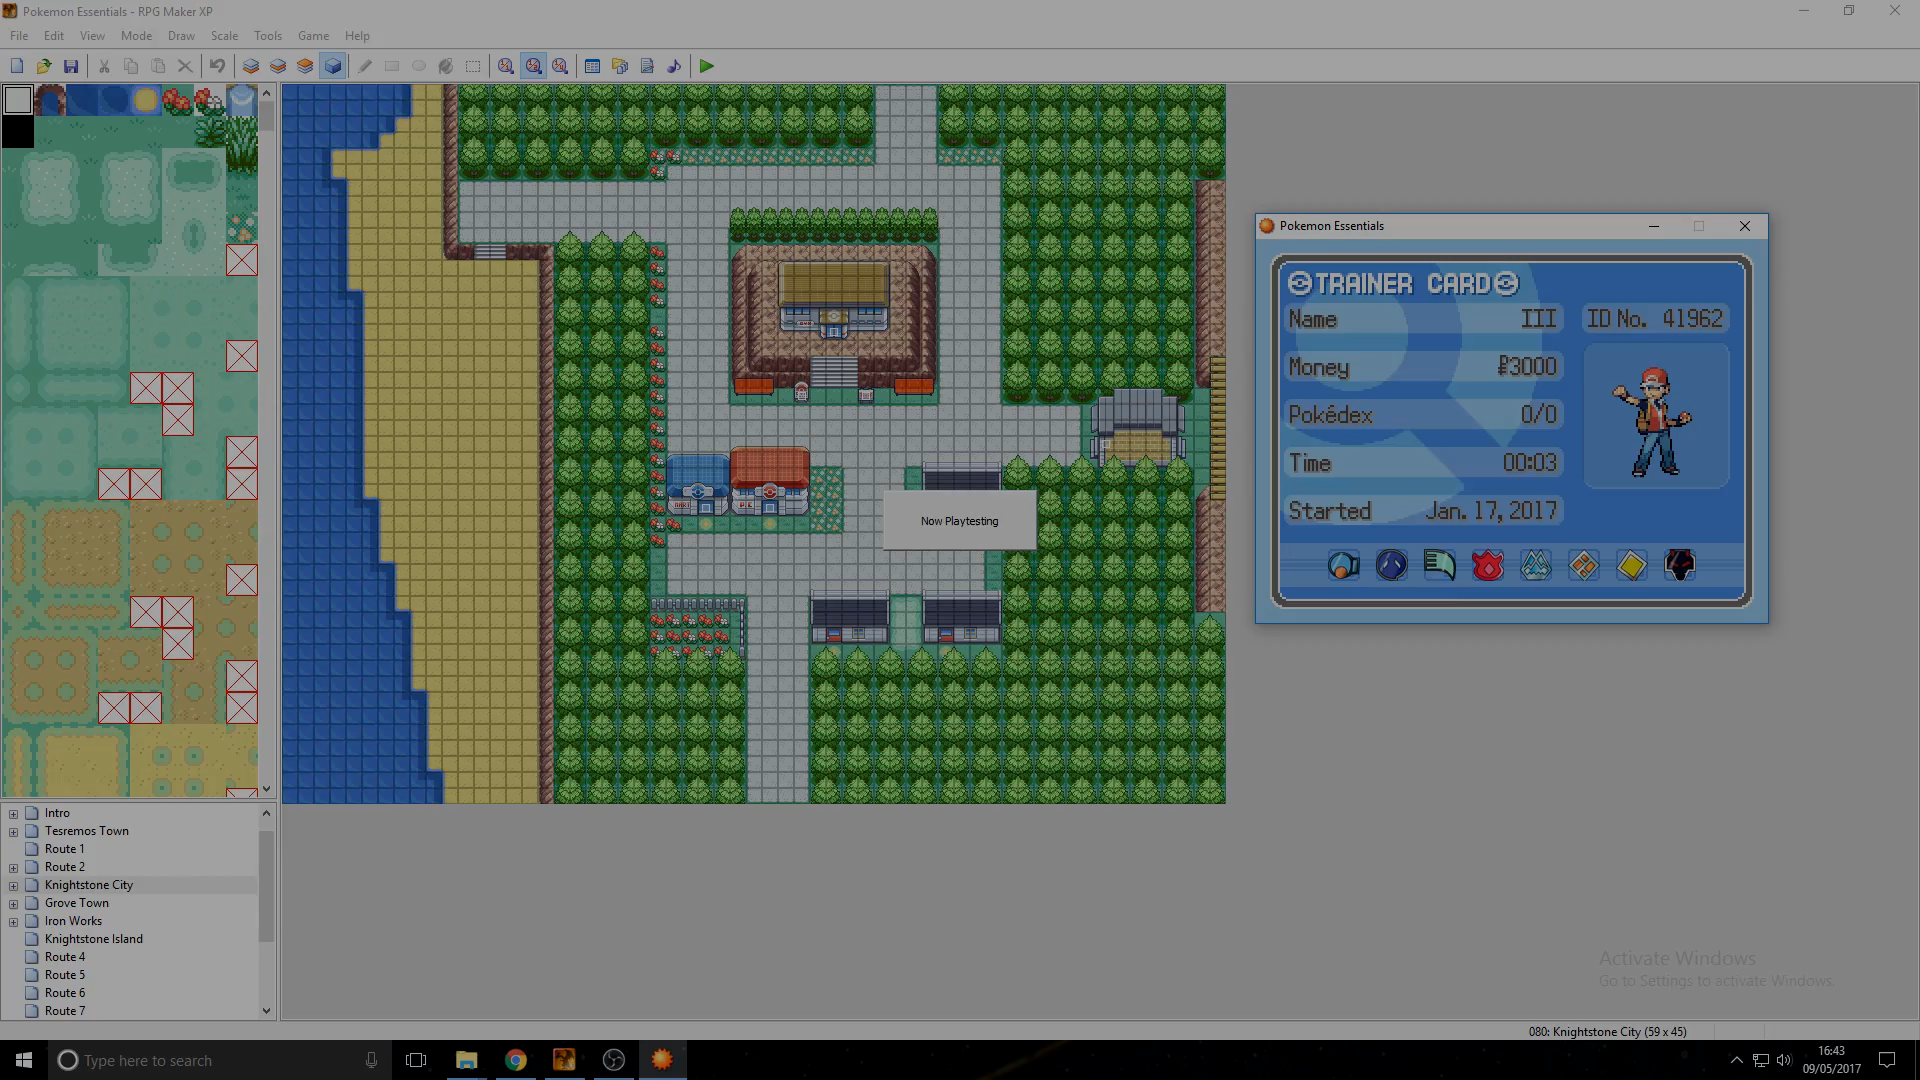 Pokemon Essentials - RPG Maker XP
File Edit View Mode Draw Scale Tools Game Help
Pokemon Essentials
TRAINER CARD
Name III
ID No. 41962
Money ₽3000
Pokédex 0/0
Time 00:03
Started Jan. 17, 2017
GYM
P.C
Now Playtesting
Intro
Tesremos Town
Route 1
Route 2
Knightstone City
Grove Town
Iron Works
Knightstone Island
Route 4
Route 5
Route 6
Route 7
Activate Windows
Go to Settings to activate Windows.
080: Knightstone City (59 x 45)
Type here to search
16:43
09/05/2017